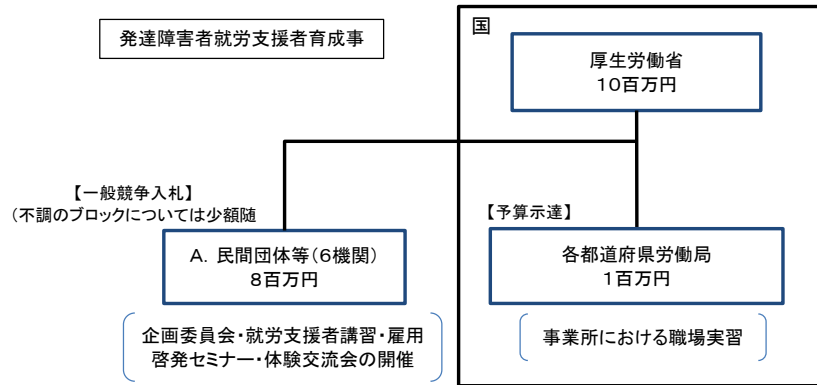 発達障害者就労支援者育成事
国
厚生労働省
10百万円
【一般競争入札】
(不調のブロックについては少額随
【予算示達】
A. 民間団体等(6機関)
8百万円
各都道府県労働局
1百万円
企画委員会・就労支援者講習・雇用
啓発セミナー・体験交流会の開催
事業所における職場実習